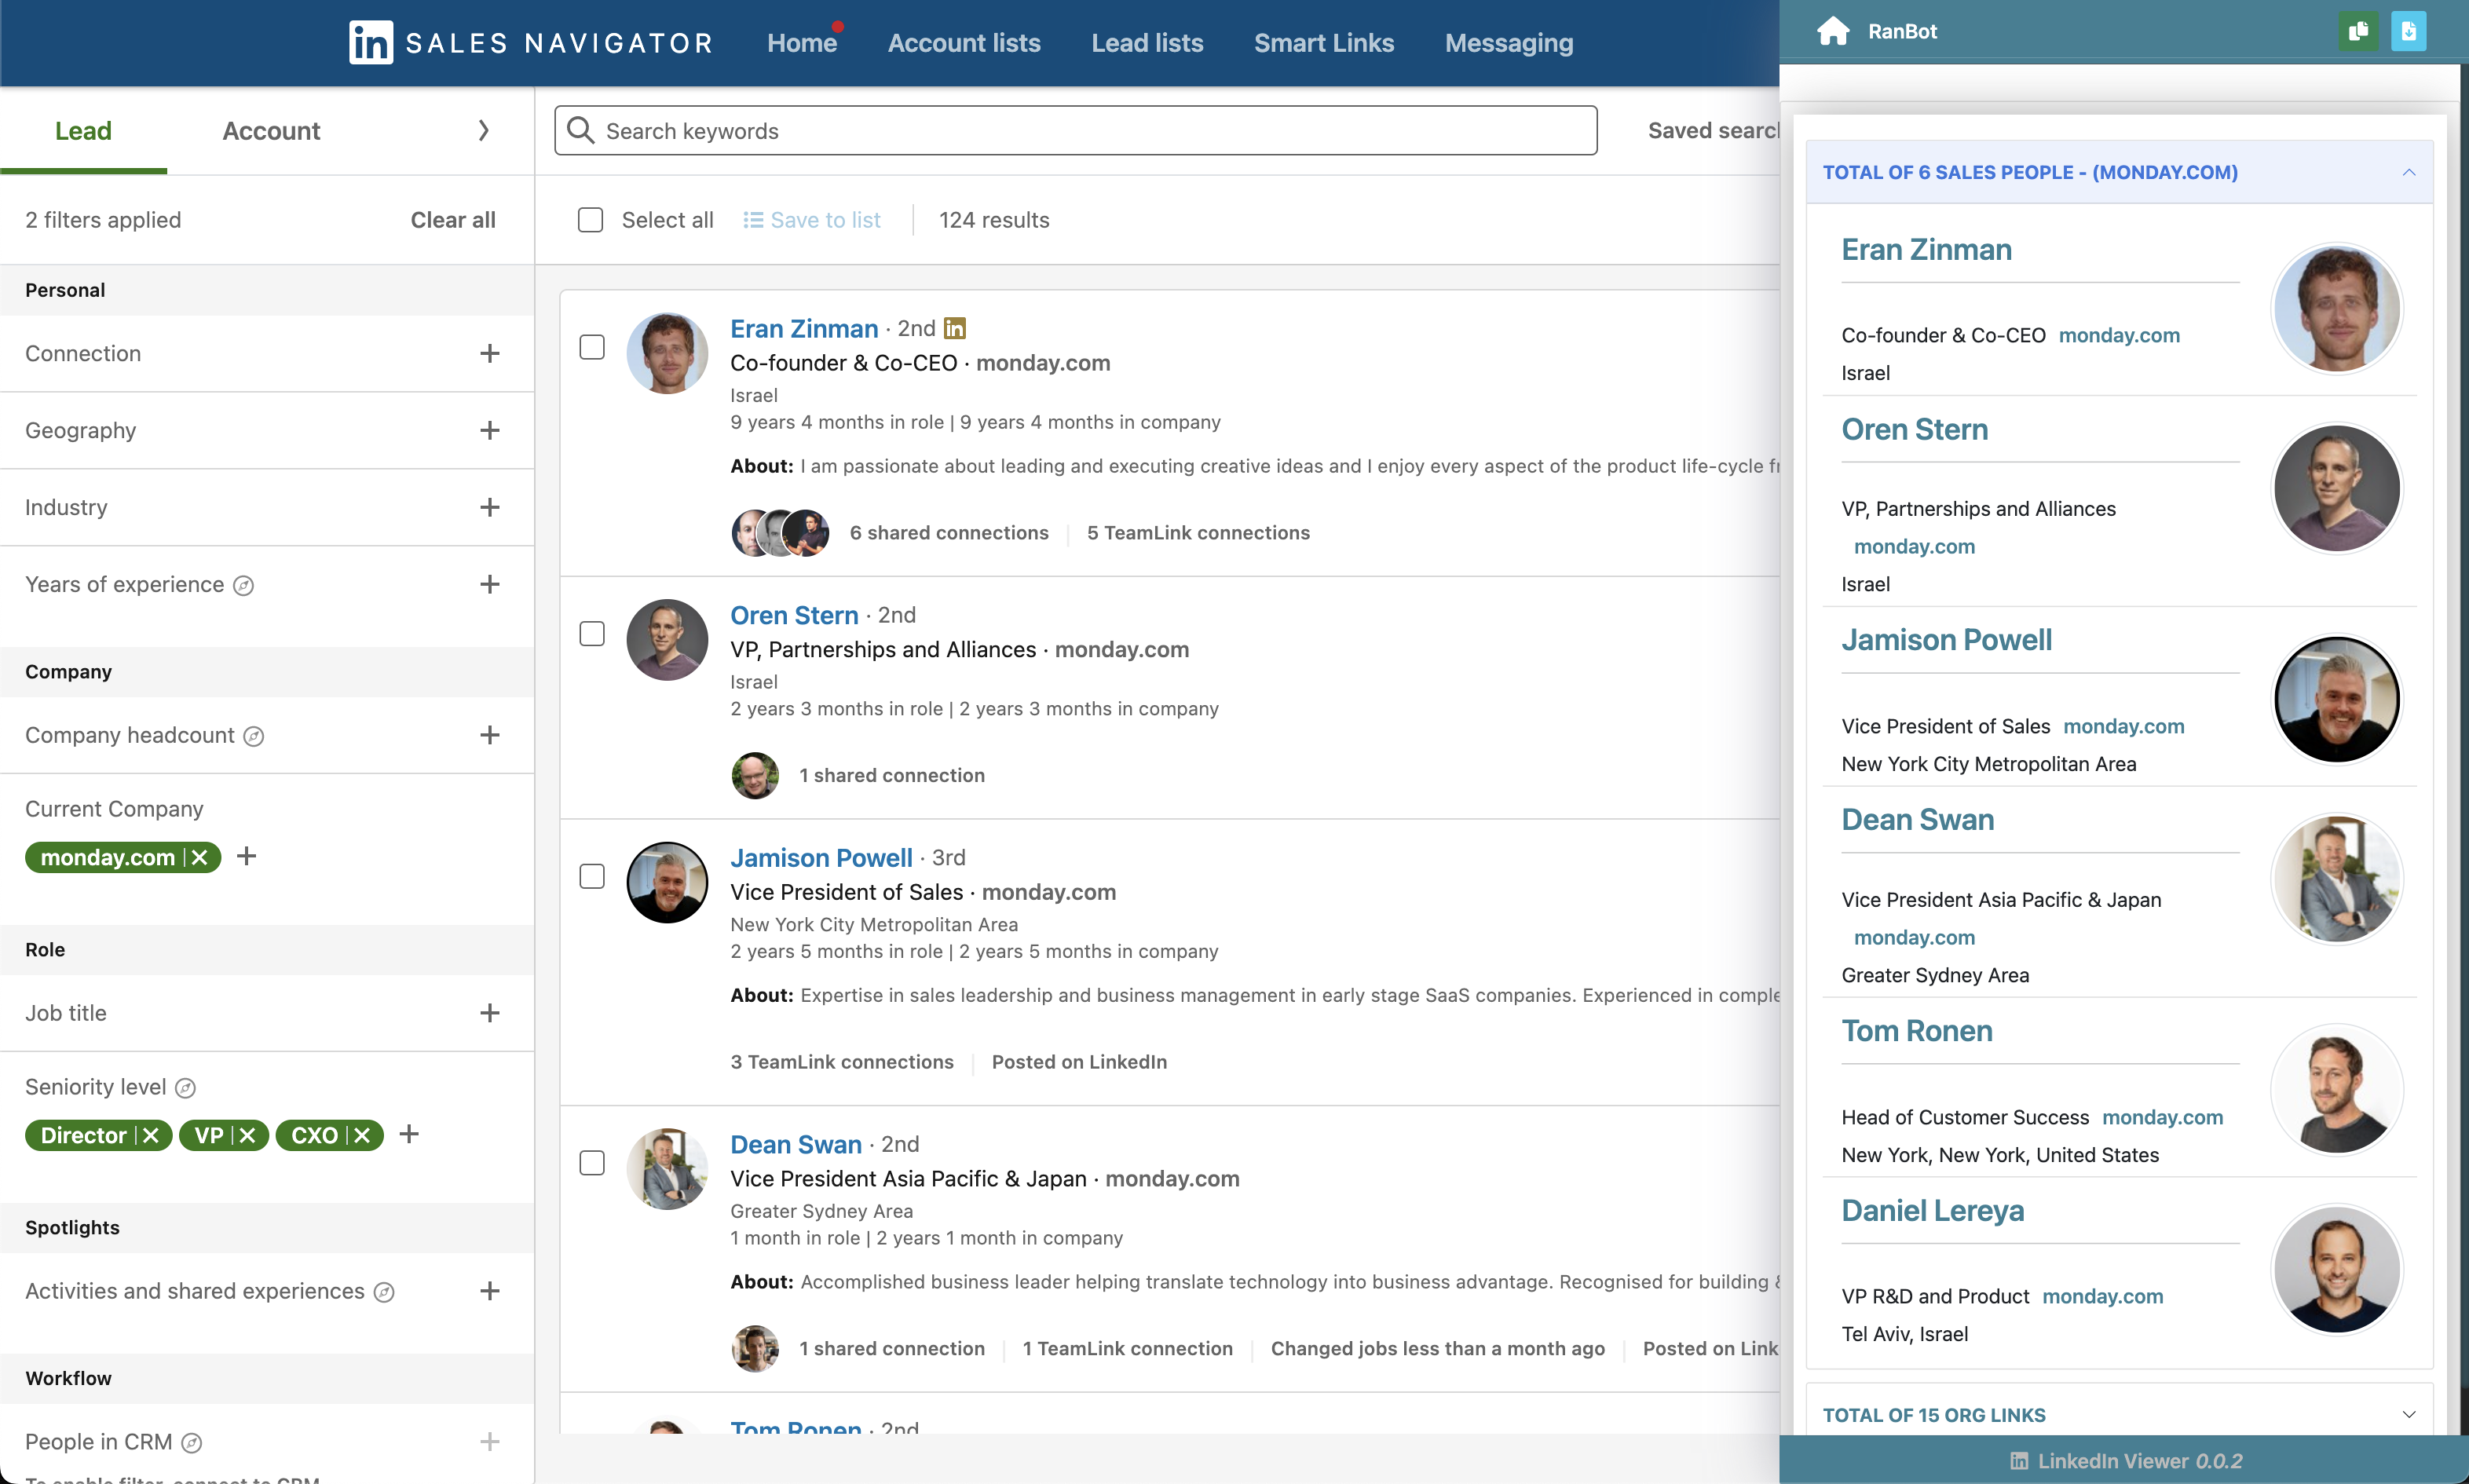 in SALES NAVIGATOR
Home
Account lists
Lead lists
Smart Links
Messaging
Lead
Account
2 filters applied
Clear all
Personal
Connection
Geography
Industry
Years of experience
Company
Company headcount
Current Company
monday.com
Role
Job title
Seniority level
Director VP CXO
Spotlights
Activities and shared experiences
Workflow
People in CRM
To enable filter, connect to CRM
Search keywords
Saved search
Select all
Save to list
124 results
Eran Zinman · 2nd in
Co-founder & Co-CEO · monday.com
Israel
9 years 4 months in role | 9 years 4 months in company
About: I am passionate about leading and executing creative ideas and I enjoy every aspect of the product life-cycle
6 shared connections
5 TeamLink connections
Oren Stern · 2nd
VP, Partnerships and Alliances · monday.com
Israel
2 years 3 months in role | 2 years 3 months in company
1 shared connection
Jamison Powell · 3rd
Vice President of Sales · monday.com
New York City Metropolitan Area
2 years 5 months in role | 2 years 5 months in company
About: Expertise in sales leadership and business management in early stage SaaS companies. Experienced in
3 TeamLink connections
Posted on LinkedIn
Dean Swan · 2nd
Vice President Asia Pacific & Japan · monday.com
Greater Sydney Area
1 month in role | 2 years 1 month in company
About: Accomplished business leader helping translate technology into business advantage. Recognised for building
1 shared connection
1 TeamLink connection
Changed jobs less than a month ago
Posted on Link
Tom Ronen · 2nd
RanBot
TOTAL OF 6 SALES PEOPLE - (MONDAY.COM)
Eran Zinman
Co-founder & Co-CEO monday.com
Israel
Oren Stern
VP, Partnerships and Alliances
monday.com
Israel
Jamison Powell
Vice President of Sales monday.com
New York City Metropolitan Area
Dean Swan
Vice President Asia Pacific & Japan
monday.com
Greater Sydney Area
Tom Ronen
Head of Customer Success monday.com
New York, New York, United States
Daniel Lereya
VP R&D and Product monday.com
Tel Aviv, Israel
TOTAL OF 15 ORG LINKS
in LinkedIn Viewer 0.0.2